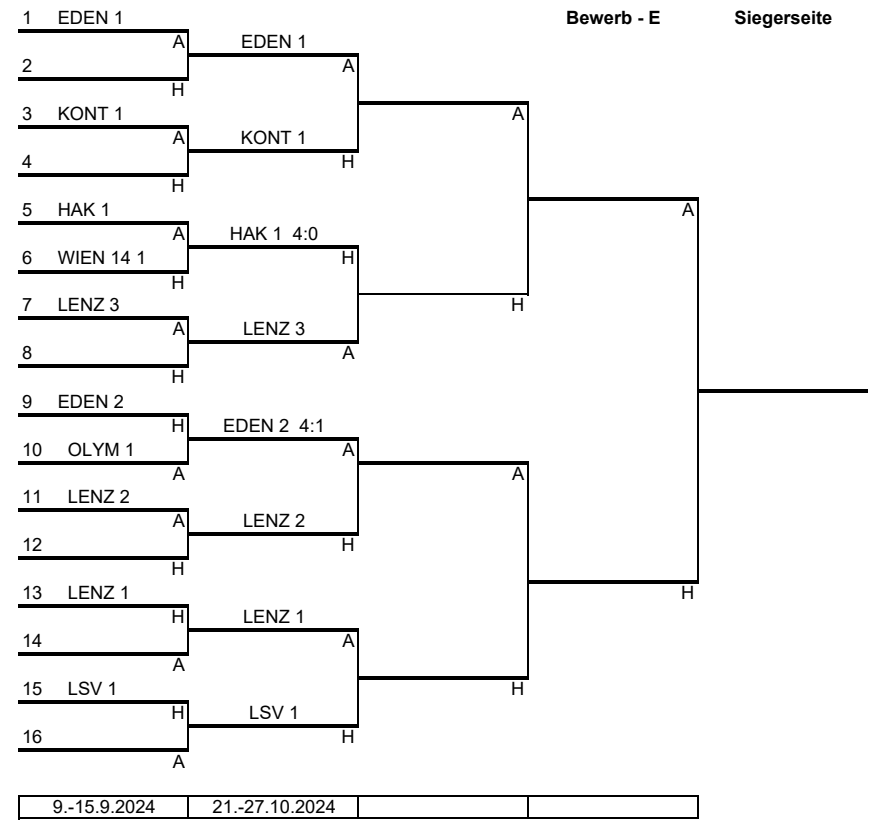 Bewerb - E Siegerseite
1 EDEN 1
A EDEN 1
2 A
H
3 KONT 1 A
A KONT 1
4 H
H
5 HAK 1 A
A HAK 1 4:0
6 WIEN 14 1 H
H
7 LENZ 3 H
A LENZ 3
8 A
H
9 EDEN 2
H EDEN 2 4:1
10 OLYM 1 A
A A
11 LENZ 2
A LENZ 2
12 H
H
13 LENZ 1 H
H LENZ 1
14 A
A
15 LSV 1 H
H LSV 1
16 H
A
9.-15.9.2024 21.-27.10.2024